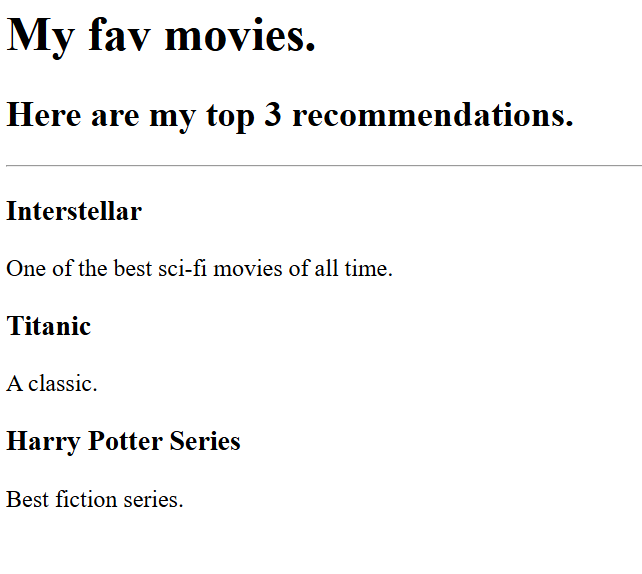 My fav movies.
Here are my top 3 recommendations.
Interstellar
One of the best sci-fi movies of all time.
Titanic
A classic.
Harry Potter Series
Best fiction series.